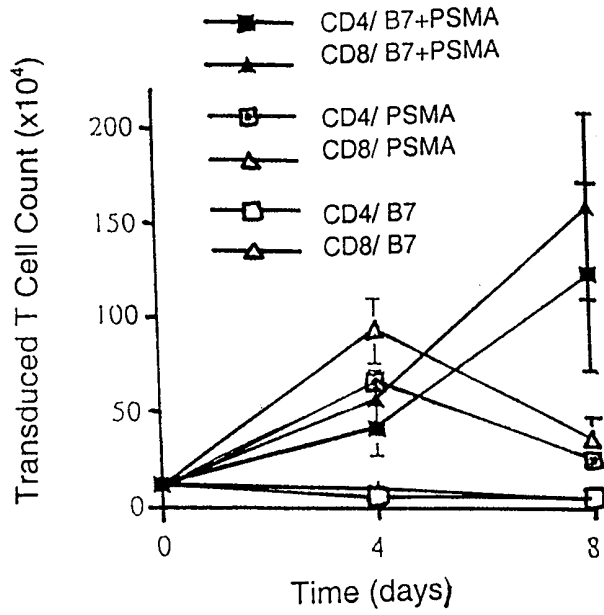 CD4/ B7+PSMA
CD8/ B7+PSMA
CD4/ PSMA
CD8/ PSMA
CD4/ B7
CD8/ B7
Transduced T Cell Count (x10⁴)
200
150
100
50
0
0 4 8
Time (days)